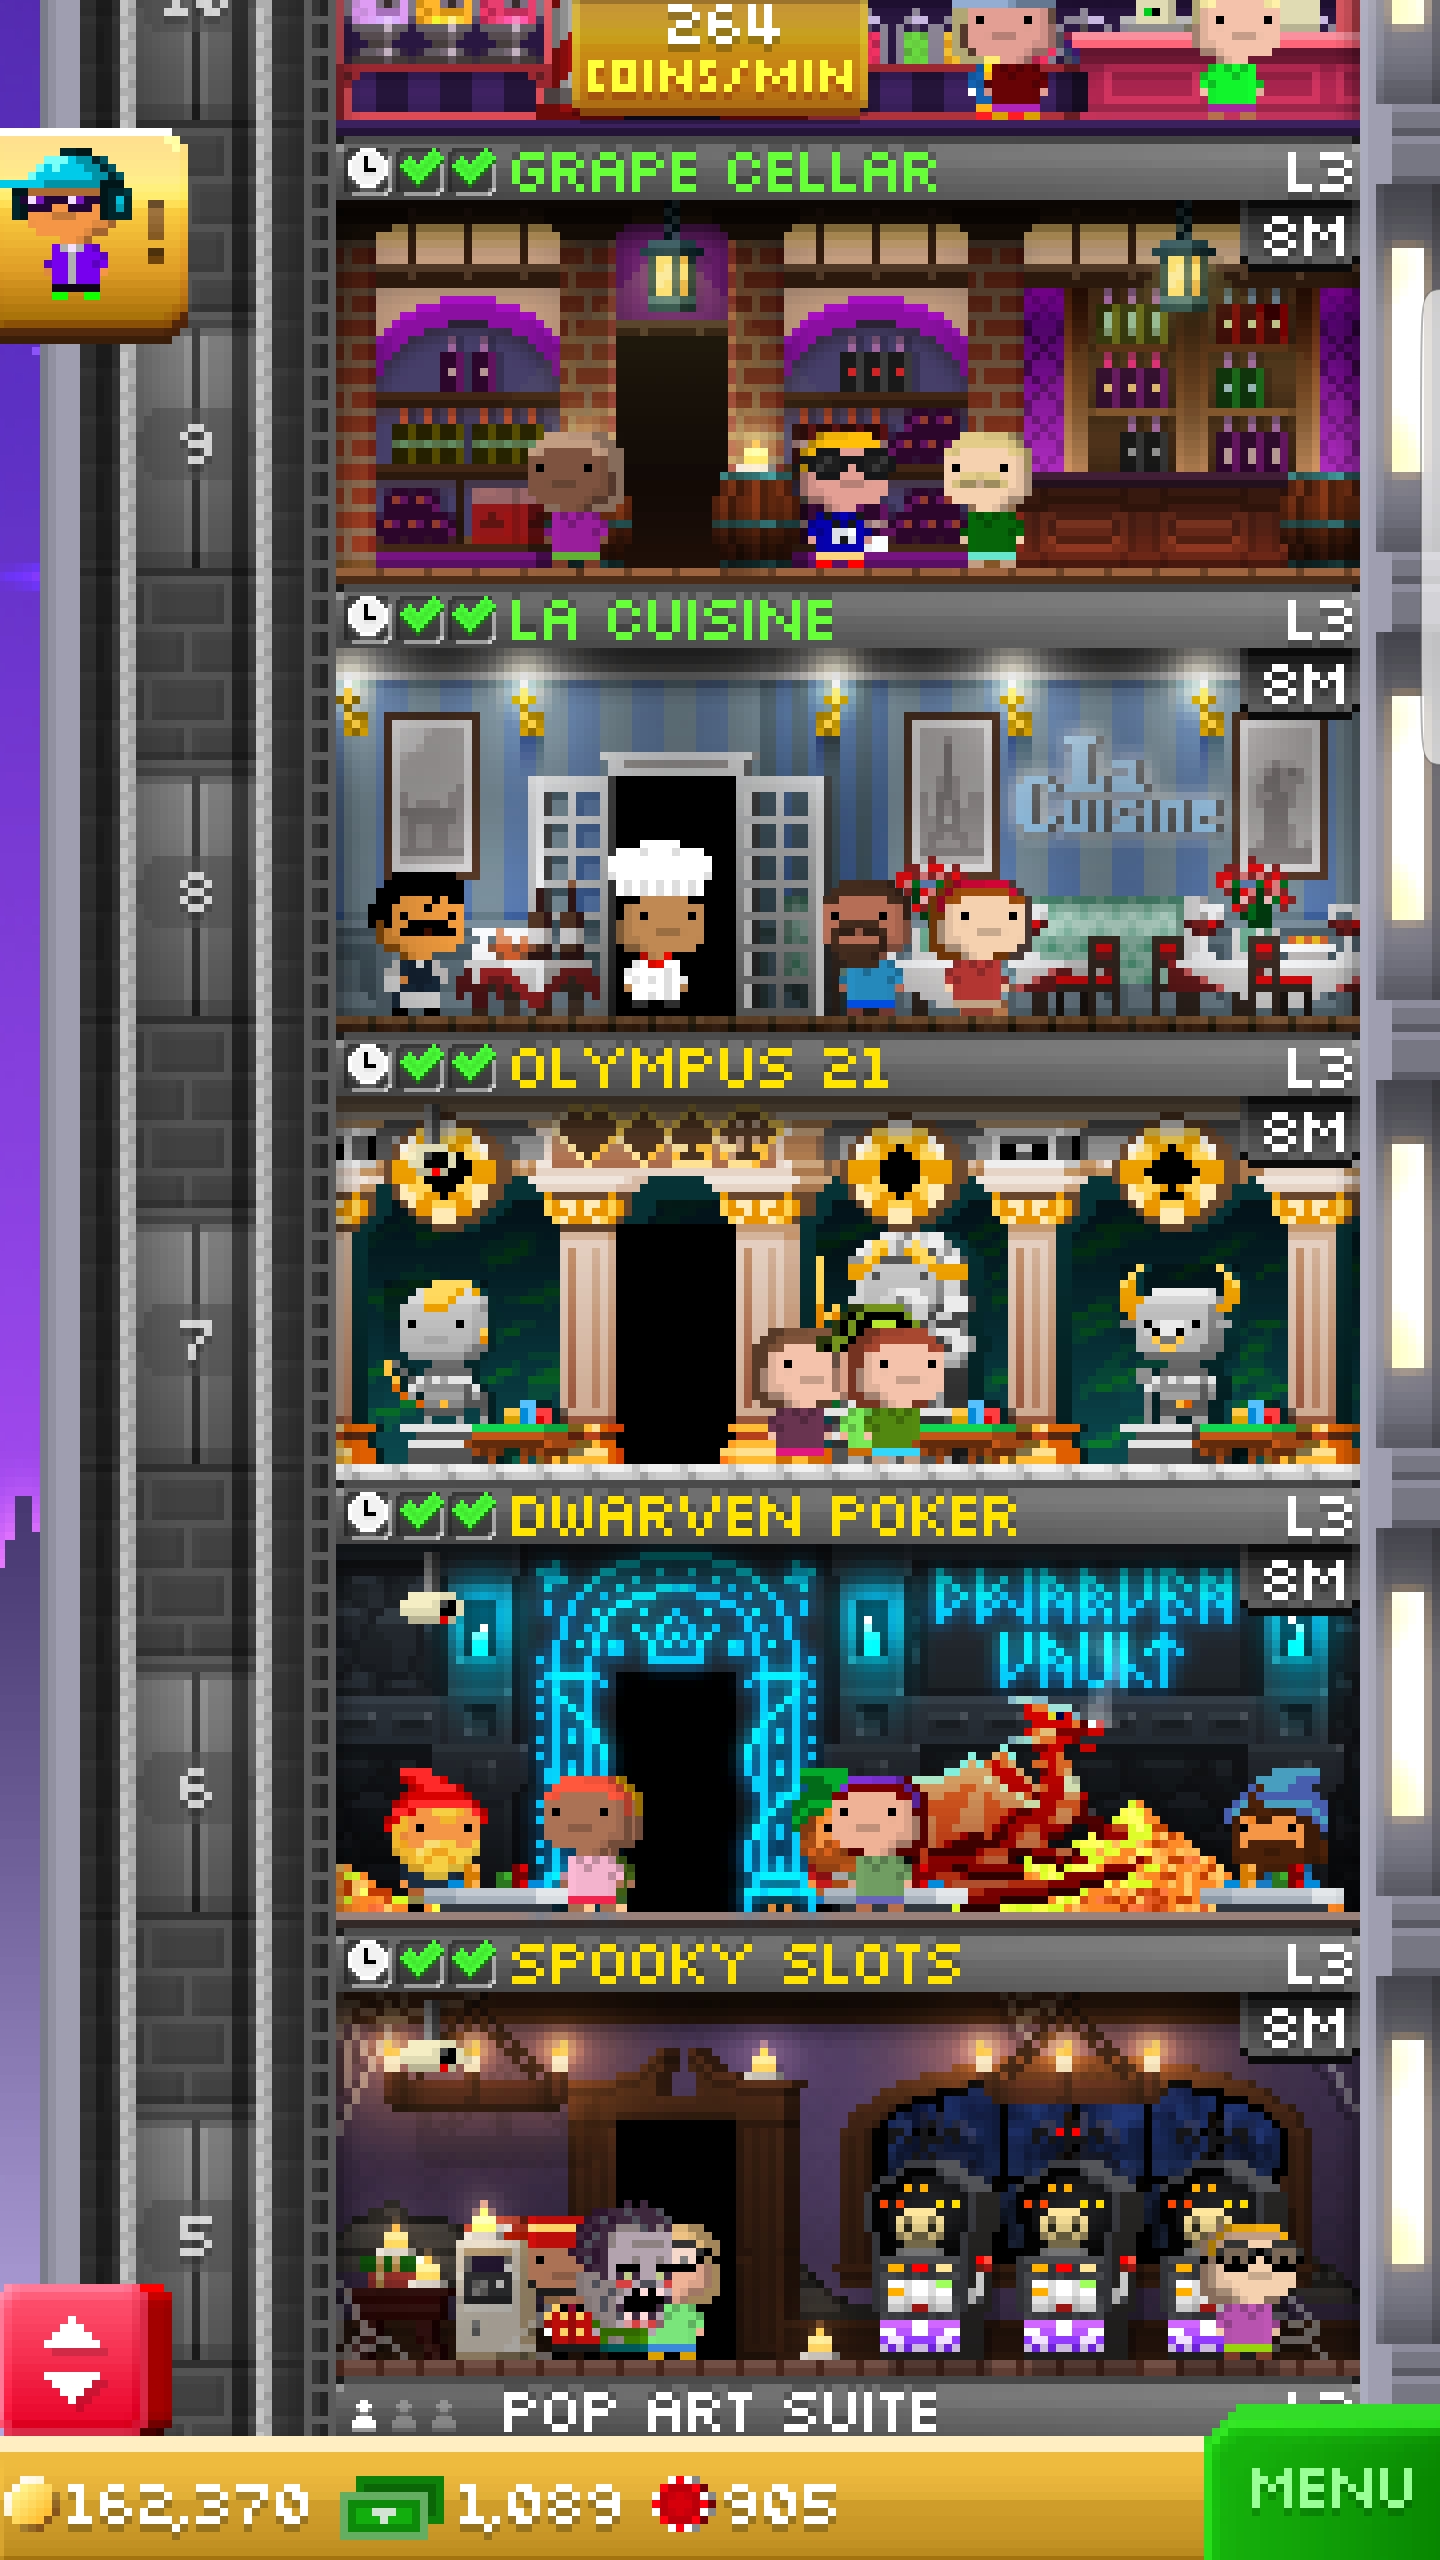 10
264
COINS/MIN
GRAPE CELLAR L3
8M
9
LA CUISINE L3
8M
La
Cuisine
8
OLYMPUS 21 L3
8M
7
DWARVEN POKER L3
8M
DWARVEN
VAULT
6
SPOOKY SLOTS L3
8M
5
POP ART SUITE
162,370 1,089 905
MENU